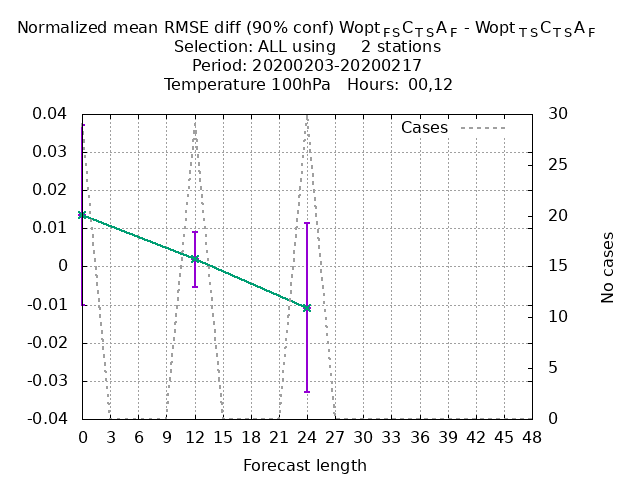 Normalized mean RMSE diff (90% conf) Wopt FS C TS A F - Wopt TS C TS A F
Selection: ALL using 2 stations
Period: 20200203-20200217
Temperature 100hPa Hours: 00,12
Cases
0.04
0.03
0.02
0.01
0
-0.01
-0.02
-0.03
-0.04
30
25
20
15
10
5
0
No cases
0 3 6 9 12 15 18 21 24 27 30 33 36 39 42 45 48
Forecast length